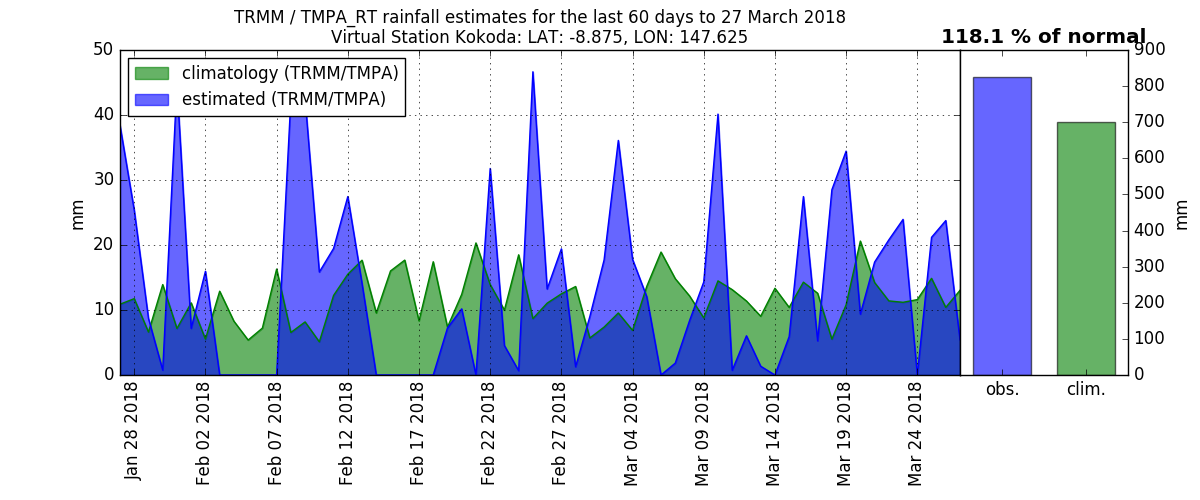 TRMM / TMPA_RT rainfall estimates for the last 60 days to 27 March 2018
Virtual Station Kokoda: LAT: -8.875, LON: 147.625
118.1 % of normal
climatology (TRMM/TMPA)
estimated (TRMM/TMPA)
50
40
30
20
10
0
mm
900
800
700
600
500
400
300
200
100
0
mm
obs.
clim.
Jan 28 2018
Feb 02 2018
Feb 07 2018
Feb 12 2018
Feb 17 2018
Feb 22 2018
Feb 27 2018
Mar 04 2018
Mar 09 2018
Mar 14 2018
Mar 19 2018
Mar 24 2018